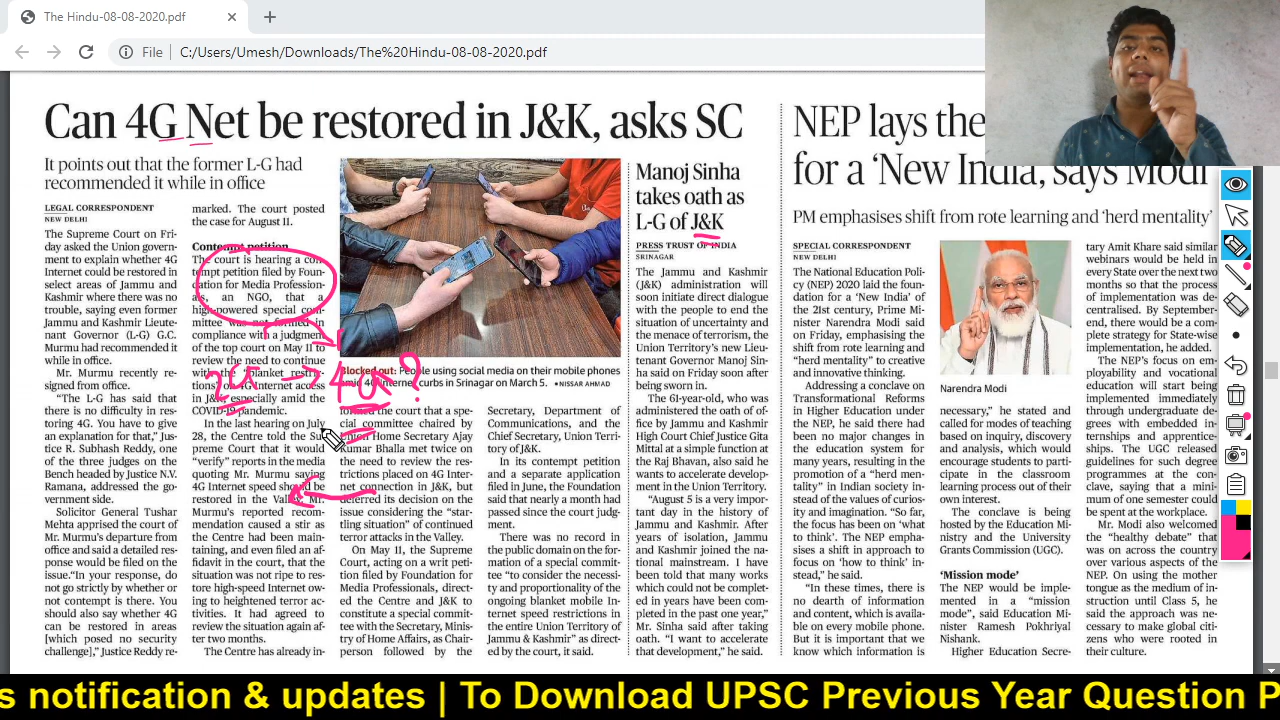 The Hindu-08-08-2020.pdf
File
C:/Users/Umesh/Downloads/The%20Hindu-08-08-2020.pdf
Can 4G Net be restored in J&K, asks SC
It points out that the former L-G had
recommended it while in office
LEGAL CORRESPONDENT
NEW DELHI
The Supreme Court on Fri-
day asked the Union govern-
ment to explain whether 4G
Internet could be restored in
select areas of Jammu and
Kashmir where there was no
trouble, saying even former
Jammu and Kashmir Lieute-
nant Governor (L-G) G.C.
Murmu had recommended it
while in office.
Mr. Murmu recently re-
signed from office.
“The L-G has said that
there is no difficulty in res-
toring 4G. You have to give
an explanation for that,” Jus-
tice R. Subhash Reddy, one
of the three judges on the
Bench headed by Justice N.V.
Ramana, addressed the go-
vernment side.
Solicitor General Tushar
Mehta apprised the court of
Mr. Murmu’s departure from
office and said a detailed res-
ponse would be filed on the
issue.“In your response, do
not go strictly by whether or
not contempt is there. You
should also say whether 4G
can be restored in areas
[which posed no security
challenge],” Justice Reddy re-
marked. The court posted
the case for August 11.
Contempt petition
The court is hearing a con-
tempt petition filed by Foun-
dation for Media Profession-
als, an NGO, that a
high-powered special com-
mittee was not formed in
compliance with a judgment
of the top court on May 11 to
review the need to continue
with the blanket restric-
tions 4G Internet access
in J&K, especially amid the
COVID-19 pandemic.
In the last hearing on July
28, the Centre told the Su-
preme Court that it would
“verify” reports in the media
quoting Mr. Murmu saying
4G Internet speed should be
restored in the Valley. Mr.
Murmu’s reported recom-
mendation caused a stir as
the Centre had been main-
taining, and even filed an af-
fidavit in the court, that the
situation was not ripe to res-
tore high-speed Internet ow-
ing to heightened terror ac-
tivities. It had agreed to
review the situation again af-
ter two months.
The Centre has already in-
2G → 4G?
Blocked out: People using social media on their mobile phones
amid 4G Internet curbs in Srinagar on March 5. • NISSAR AHMAD
formed the court that a spe-
cial committee chaired by
Union Home Secretary Ajay
Kumar Bhalla met twice on
the need to review the res-
trictions placed on 4G Inter-
net connection in J&K, but
deferred its decision on the
issue considering the “star-
tling situation” of continued
terror attacks in the Valley.
On May 11, the Supreme
Court, acting on a writ peti-
tion filed by Foundation for
Media Professionals, direct-
ed the Centre and J&K to
constitute a special commit-
tee with the Secretary, Minis-
try of Home Affairs, as Chair-
person followed by the
Secretary, Department of
Communications, and the
Chief Secretary, Union Terri-
tory of J&K.
In its contempt petition
and a separate application
filed in June, the Foundation
said that nearly a month had
passed since the court judg-
ment.
There was no record in
the public domain on the for-
mation of a special commit-
tee “to consider the necessi-
ty and proportionality of the
ongoing blanket mobile In-
ternet speed restrictions in
the entire Union Territory of
Jammu & Kashmir” as direct-
ed by the court, it said.
Manoj Sinha
takes oath as
L-G of J&K
PRESS TRUST OF INDIA
SRINAGAR
The Jammu and Kashmir
(J&K) administration will
soon initiate direct dialogue
with the people to end the
situation of uncertainty and
the menace of terrorism, the
Union Territory’s new Lieu-
tenant Governor Manoj Sin-
ha said on Friday soon after
being sworn in.
The 61-year-old, who was
administered the oath of of-
fice by Jammu and Kashmir
High Court Chief Justice Gita
Mittal at a simple function at
the Raj Bhavan, also said he
wants to accelerate develop-
ment in the Union Territory.
“August 5 is a very impor-
tant day in the history of
Jammu and Kashmir. After
years of isolation, Jammu
and Kashmir joined the na-
tional mainstream. I have
been told that many works
which could not be complet-
ed in years have been com-
pleted in the past one year,”
Mr. Sinha said after taking
oath. “I want to accelerate
that development,” he said.
NEP lays the
for a ‘New India, says Modi
PM emphasises shift from rote learning and ‘herd mentality’
SPECIAL CORRESPONDENT
NEW DELHI
The National Education Poli-
cy (NEP) 2020 laid the foun-
dation for a ‘New India’ of
the 21st century, Prime Mi-
nister Narendra Modi said
on Friday, emphasising the
shift from rote learning and
“herd mentality” to creative
and innovative thinking.
Addressing a conclave on
Transformational Reforms
in Higher Education under
the NEP, he said there had
been no major changes in
the education system for
many years, resulting in the
promotion of a “herd men-
tality” in Indian society in-
stead of the values of curios-
ity and imagination. “So far,
the focus has been on ‘what
to think’. The NEP empha-
sises a shift in approach to
focus on ‘how to think’ in-
stead,” he said.
“In these times, there is
no dearth of information
and content, which is availa-
ble on every mobile phone.
But it is important that we
know which information is
Narendra Modi
necessary,” he stated and
called for modes of teaching
based on inquiry, discovery
and analysis, which would
encourage students to parti-
cipate in the classroom
learning process out of their
own interest.
The conclave is being
hosted by the Education Mi-
nistry and the University
Grants Commission (UGC).
‘Mission mode’
The NEP would be imple-
mented in a “mission
mode”, said Education Mi-
nister Ramesh Pokhriyal
Nishank.
Higher Education Secre-
tary Amit Khare said similar
webinars would be held in
every State over the next two
months so that the process
of implementation was de-
centralised. By September-
end, there would be a com-
plete strategy for State-wise
implementation, he added.
The NEP’s focus on em-
ployability and vocational
education will start being
implemented immediately
through undergraduate de-
grees with embedded in-
ternships and apprentice-
ships. The UGC released
guidelines for such degree
programmes at the con-
clave, saying that a mini-
mum of one semester could
be spent at the workplace.
Mr. Modi also welcomed
the “healthy debate” that
was on across the country
over various aspects of the
NEP. On using the mother
tongue as the medium of in-
struction until Class 5, he
said the approach was ne-
cessary to make global citi-
zens who were rooted in
their culture.
s notification & updates | To Download UPSC Previous Year Question P